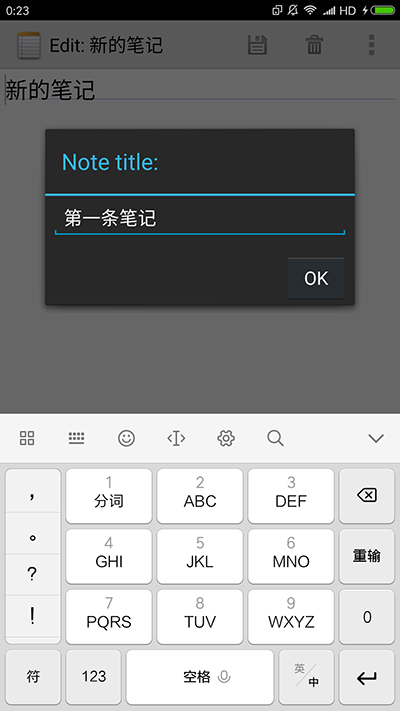 0:23 HD
Edit: 新的笔记
新的笔记
Note title:
第一条笔记
OK
, 1 2 3
分词 ABC DEF
。 4 5 6 重输
GHI JKL MNO
? 7 8 9 0
! PQRS TUV WXYZ
符 123 空格 英/中